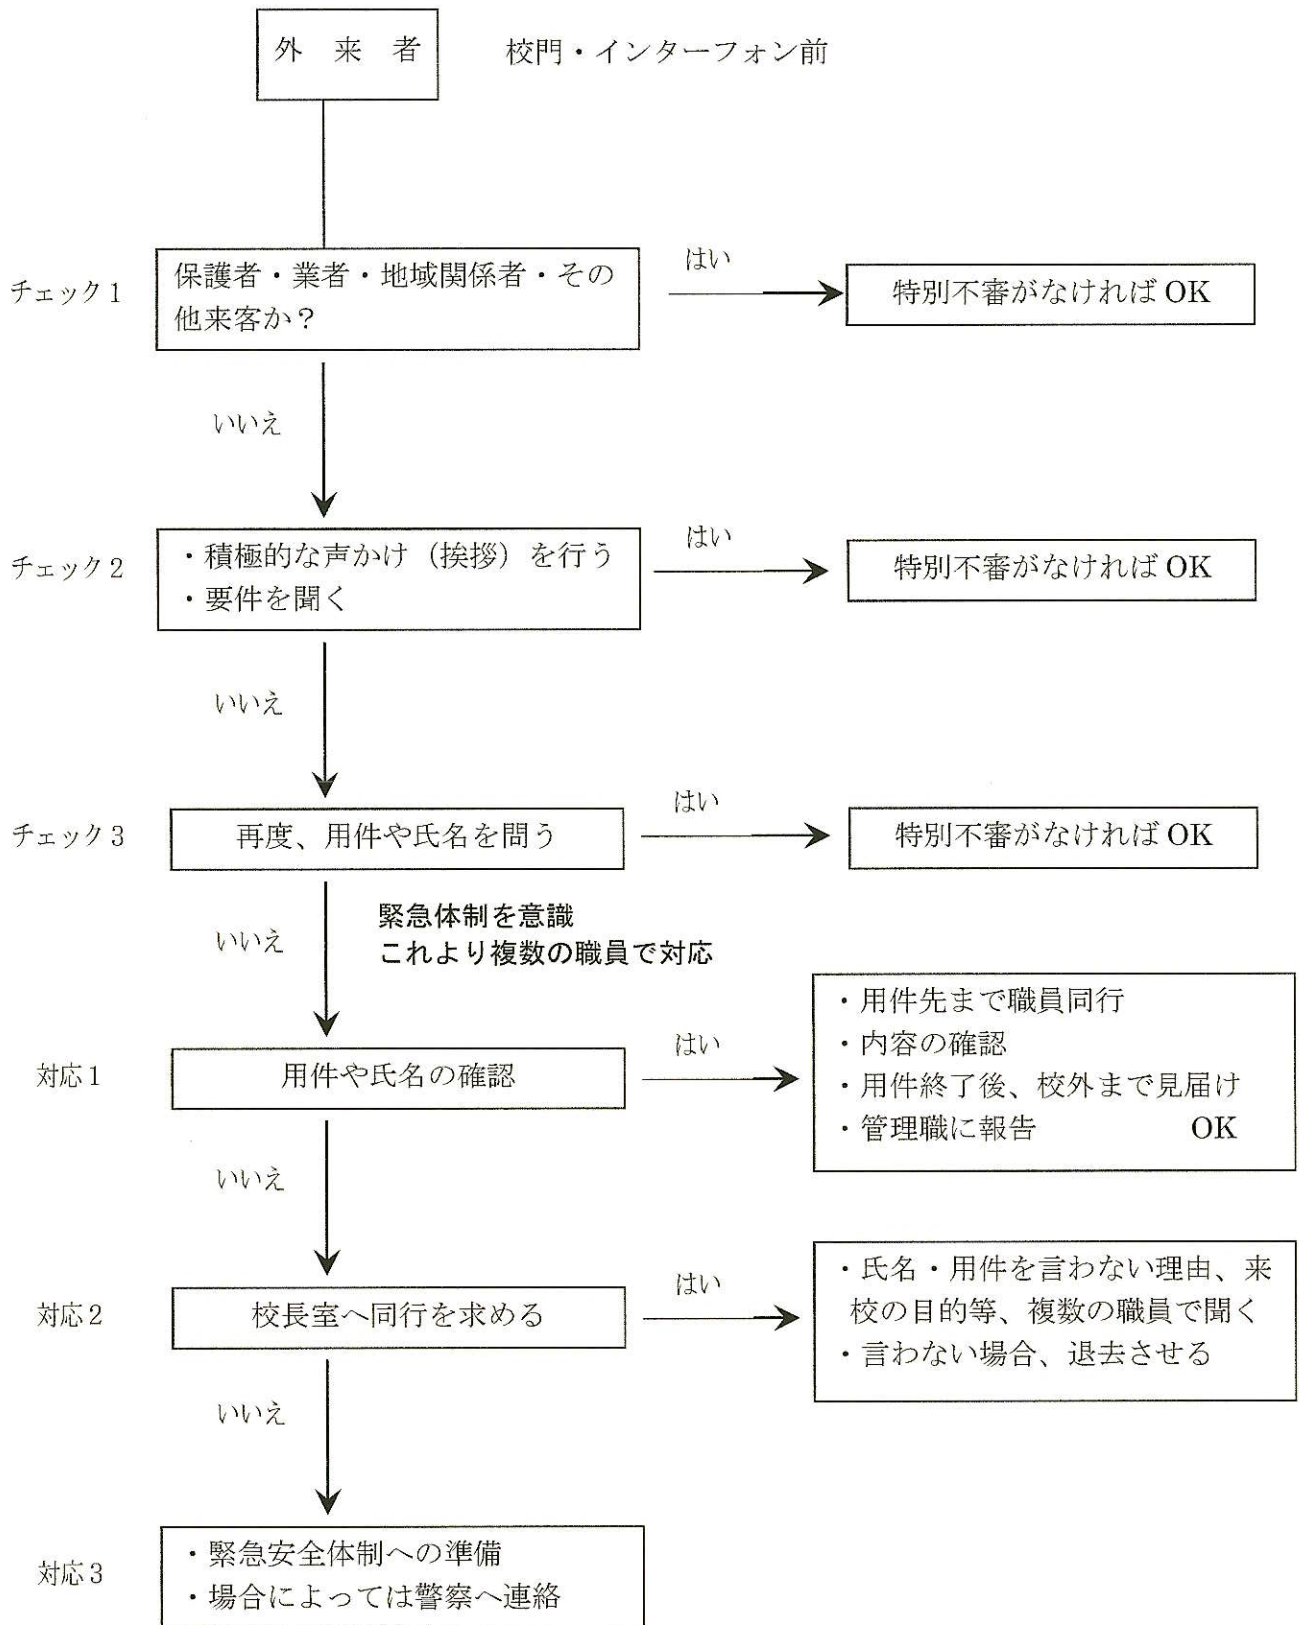 外　来　者
校門・インターフォン前
チェック1
保護者・業者・地域関係者・その
他来客か？
はい
特別不審がなければ OK
いいえ
チェック2
・積極的な声かけ（挨拶）を行う
・要件を聞く
はい
特別不審がなければ OK
いいえ
チェック3
再度、用件や氏名を問う
はい
特別不審がなければ OK
いいえ
緊急体制を意識
これより複数の職員で対応
対応1
用件や氏名の確認
はい
・用件先まで職員同行
・内容の確認
・用件終了後、校外まで見届け
・管理職に報告　　　　　　OK
いいえ
対応2
校長室へ同行を求める
はい
・氏名・用件を言わない理由、来
校の目的等、複数の職員で聞く
・言わない場合、退去させる
いいえ
対応3
・緊急安全体制への準備
・場合によっては警察へ連絡